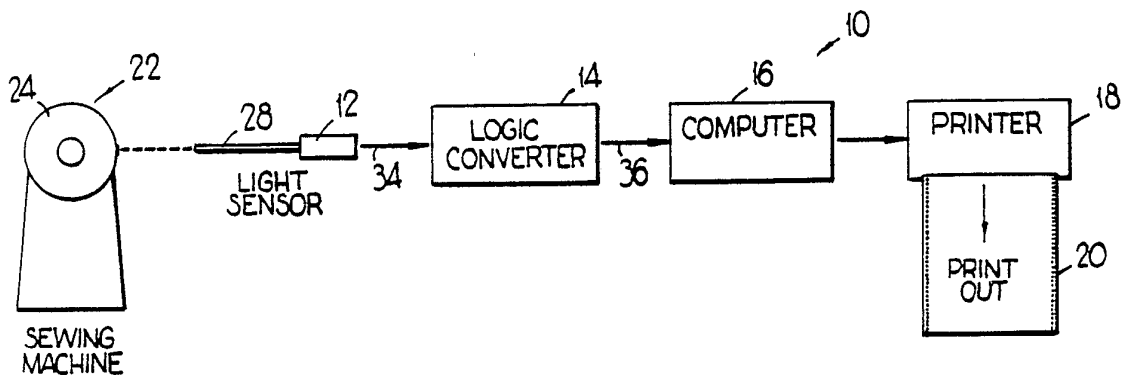 10
22
24
28
12
14
16
18
LOGIC
CONVERTER
COMPUTER
PRINTER
34
36
LIGHT
SENSOR
PRINT
OUT
20
SEWING
MACHINE